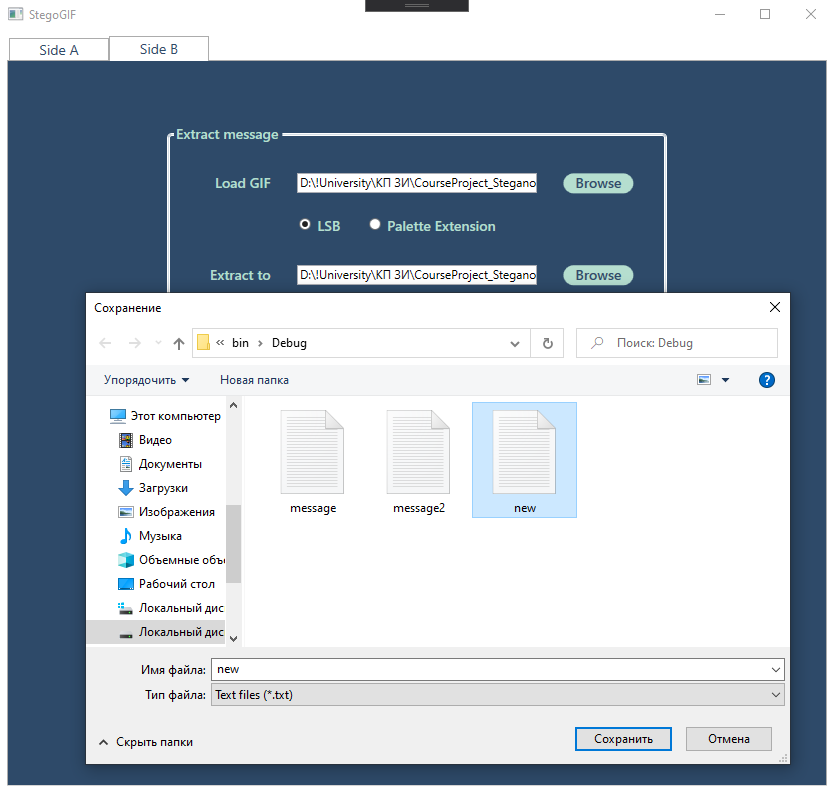 StegoGIF
Side A
Side B
Extract message
Load GIF
D:\!University\КП ЗИ\CourseProject_Stegano
Browse
LSB
Palette Extension
Extract to
D:\!University\КП ЗИ\CourseProject_Stegano
Browse
Сохранение
« bin › Debug
Поиск: Debug
Упорядочить
Новая папка
?
Этот компьютер
Видео
Документы
Загрузки
Изображения
Музыка
Объемные объ
Рабочий стол
Локальный дис
Локальный дис
message
message2
new
Имя файла:
new
Тип файла:
Text files (*.txt)
Скрыть папки
Сохранить
Отмена